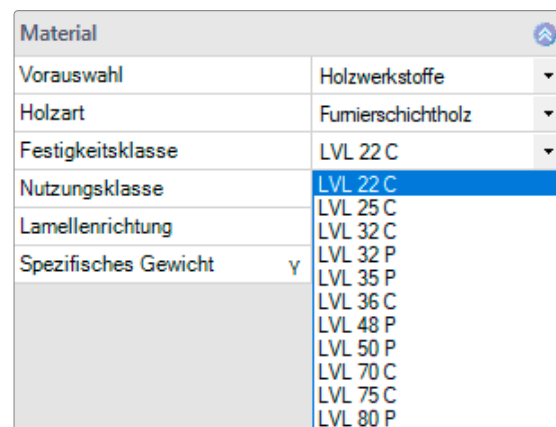 Material
Vorauswahl Holzwerkstoffe
Holzart Furnierschichtholz
Festigkeitsklasse LVL 22 C
Nutzungsklasse
Lamellenrichtung
Spezifisches Gewicht γ
LVL 22 C
LVL 25 C
LVL 32 C
LVL 32 P
LVL 35 P
LVL 36 C
LVL 48 P
LVL 50 P
LVL 70 C
LVL 75 C
LVL 80 P